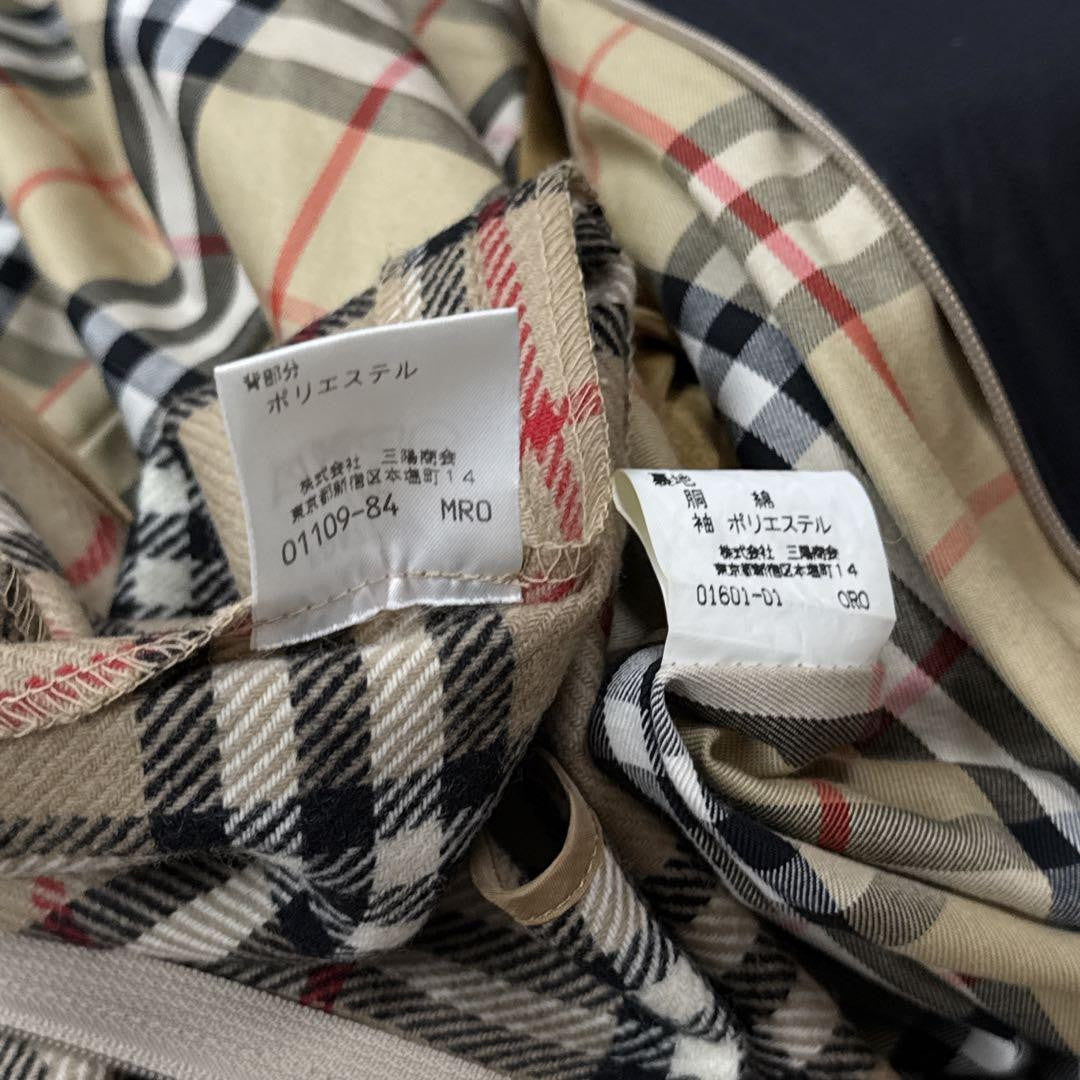 背部分
ポリエステル
株式会社 三陽商会
東京都新宿区本塩町14
01109-84 MRO
裏地
胴 綿
袖 ポリエステル
株式会社 三陽商会
東京都新宿区本塩町14
01601-01 ORO